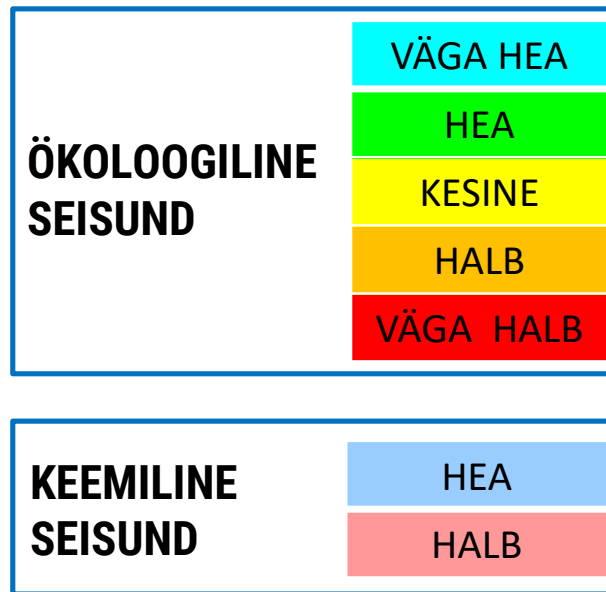 ÖKOLOOGILINE
SEISUND
VÄGA HEA
HEA
KESINE
HALB
VÄGA HALB
KEEMILINE
SEISUND
HEA
HALB